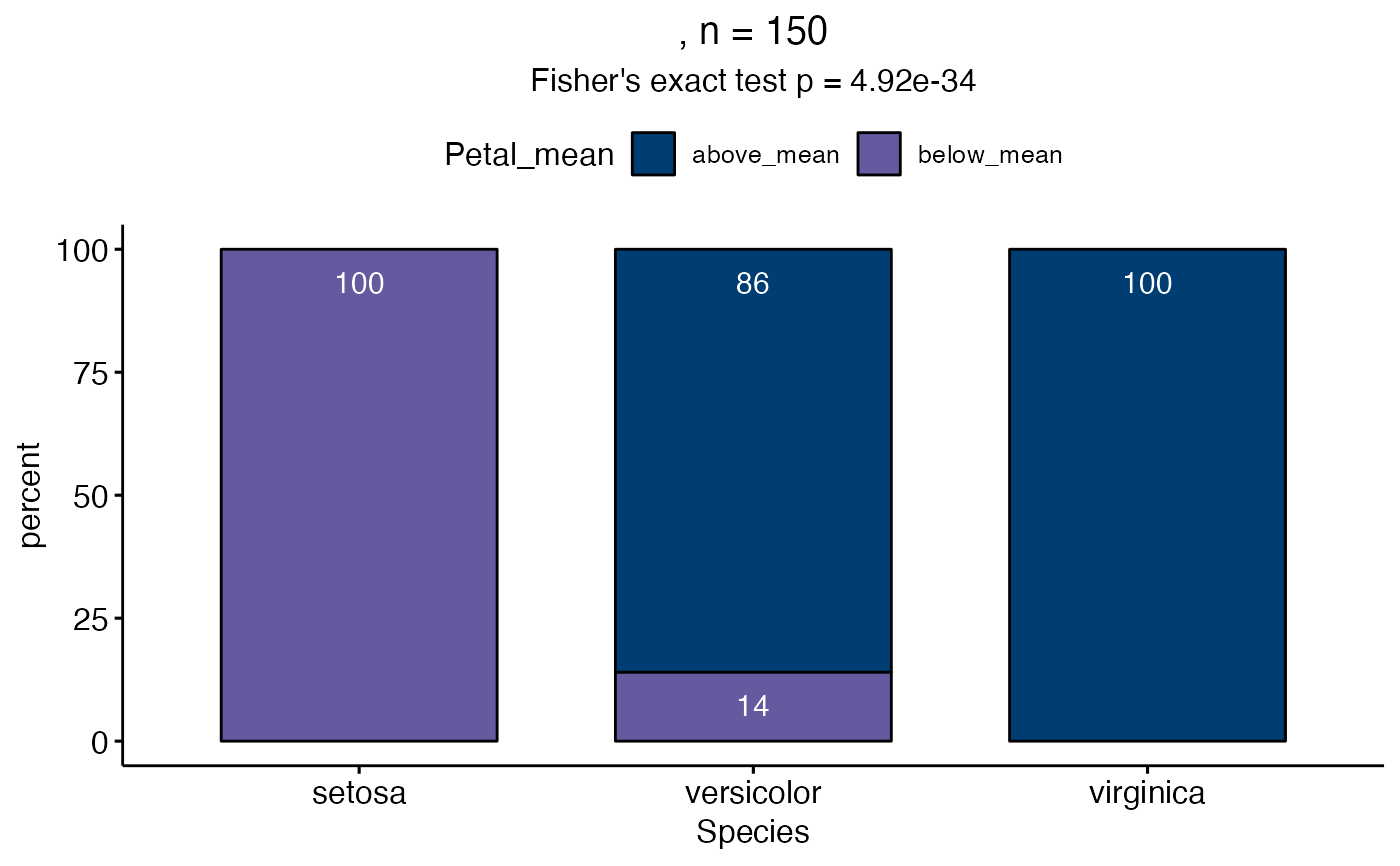 , n = 150
Fisher's exact test p = 4.92e-34
Petal_mean above_mean below_mean
100
75
50
25
0
percent
100
86
14
100
setosa versicolor virginica
Species